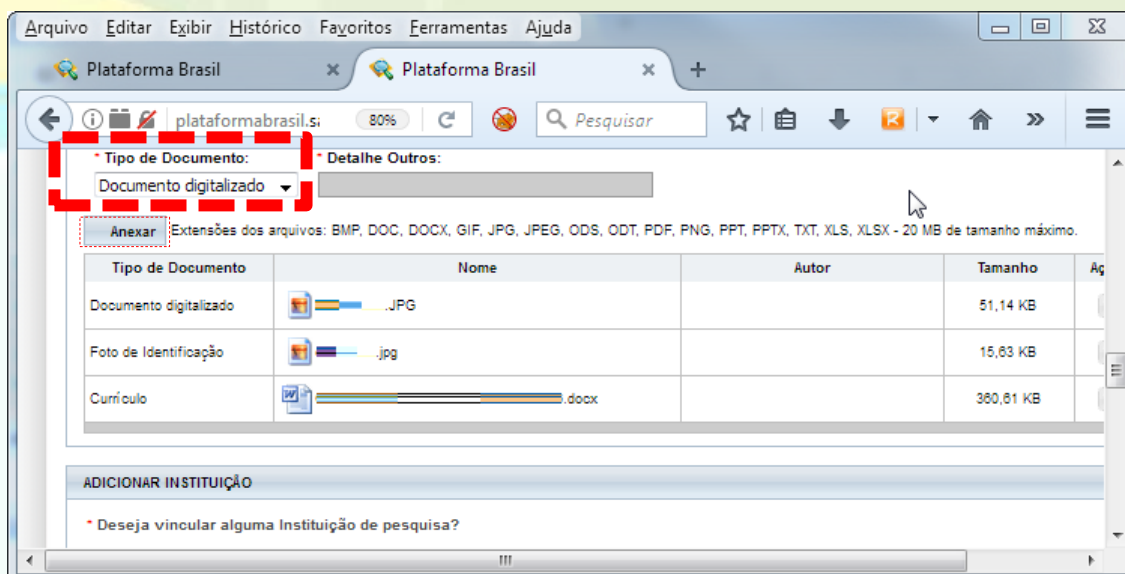 Arquivo Editar Exibir Histórico Favoritos Ferramentas Ajuda
Plataforma Brasil
Plataforma Brasil
plataformabrasil.s
80%
Pesquisar
* Tipo de Documento: * Detalhe Outros:
Documento digitalizado
Anexar Extensões dos arquivos: BMP, DOC, DOCX, GIF, JPG, JPEG, ODS, ODT, PDF, PNG, PPT, PPTX, TXT, XLS, XLSX - 20 MB de tamanho máximo.
Tipo de Documento Nome Autor Tamanho
Documento digitalizado .JPG 51,14 KB
Foto de Identificação .jpg 15,63 KB
Currículo .docx 360,61 KB
ADICIONAR INSTITUIÇÃO
* Deseja vincular alguma Instituição de pesquisa?